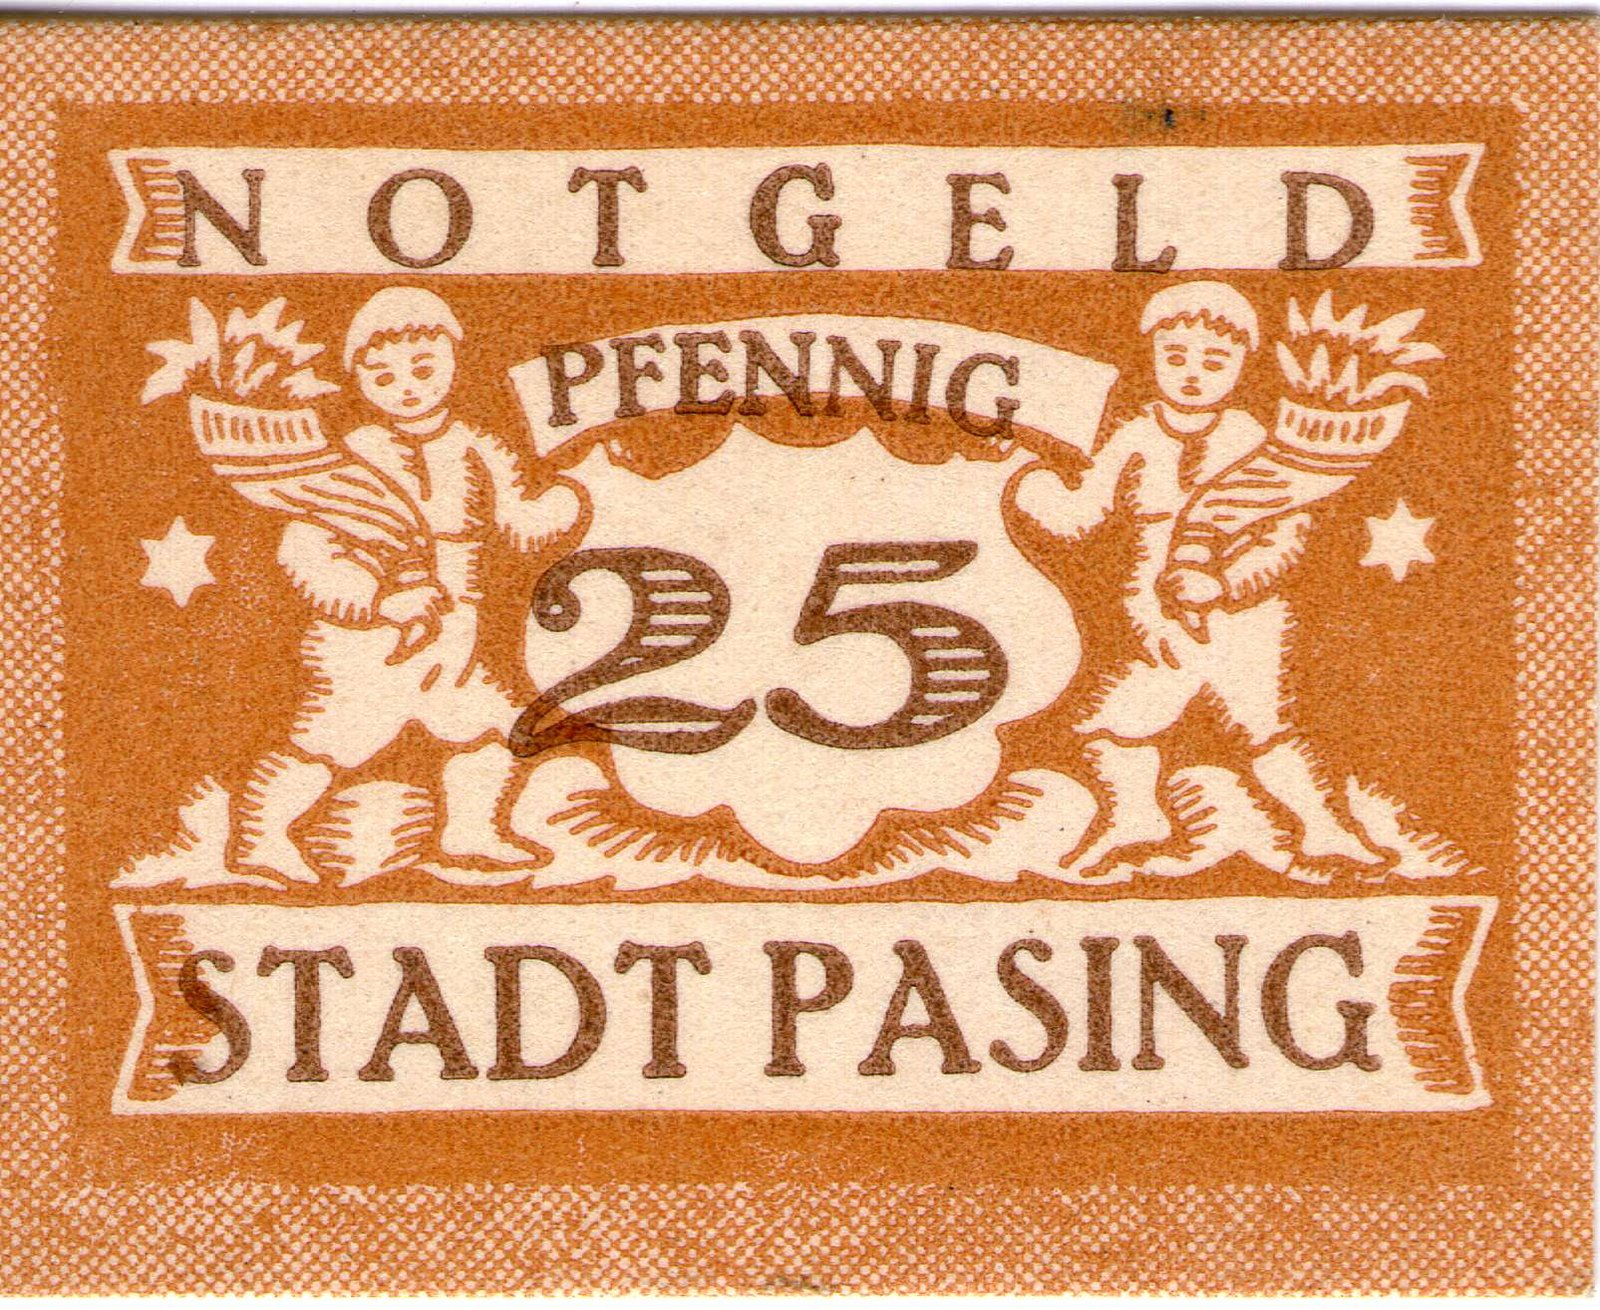 NOTGELD
PFENNIG
25
STADT PASING